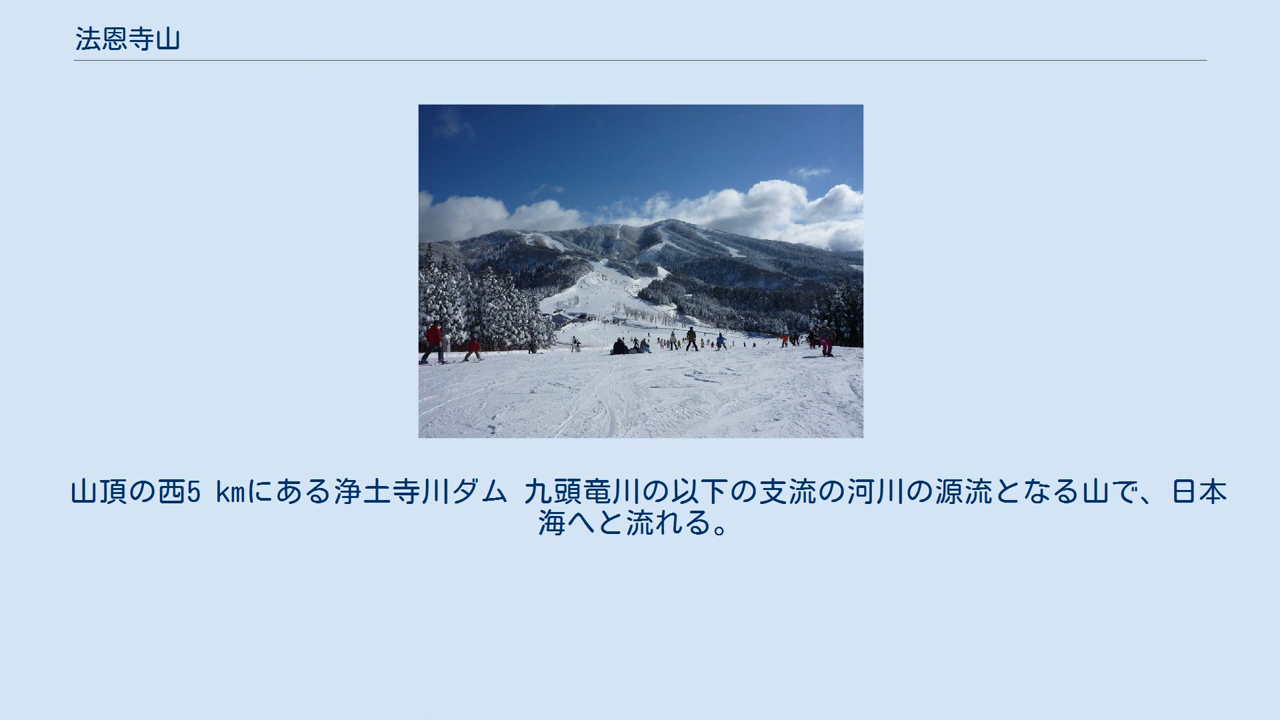 法恩寺山
山頂の西5 kmにある浄土寺川ダム 九頭竜川の以下の支流の河川の源流となる山で、日本
海へと流れる。